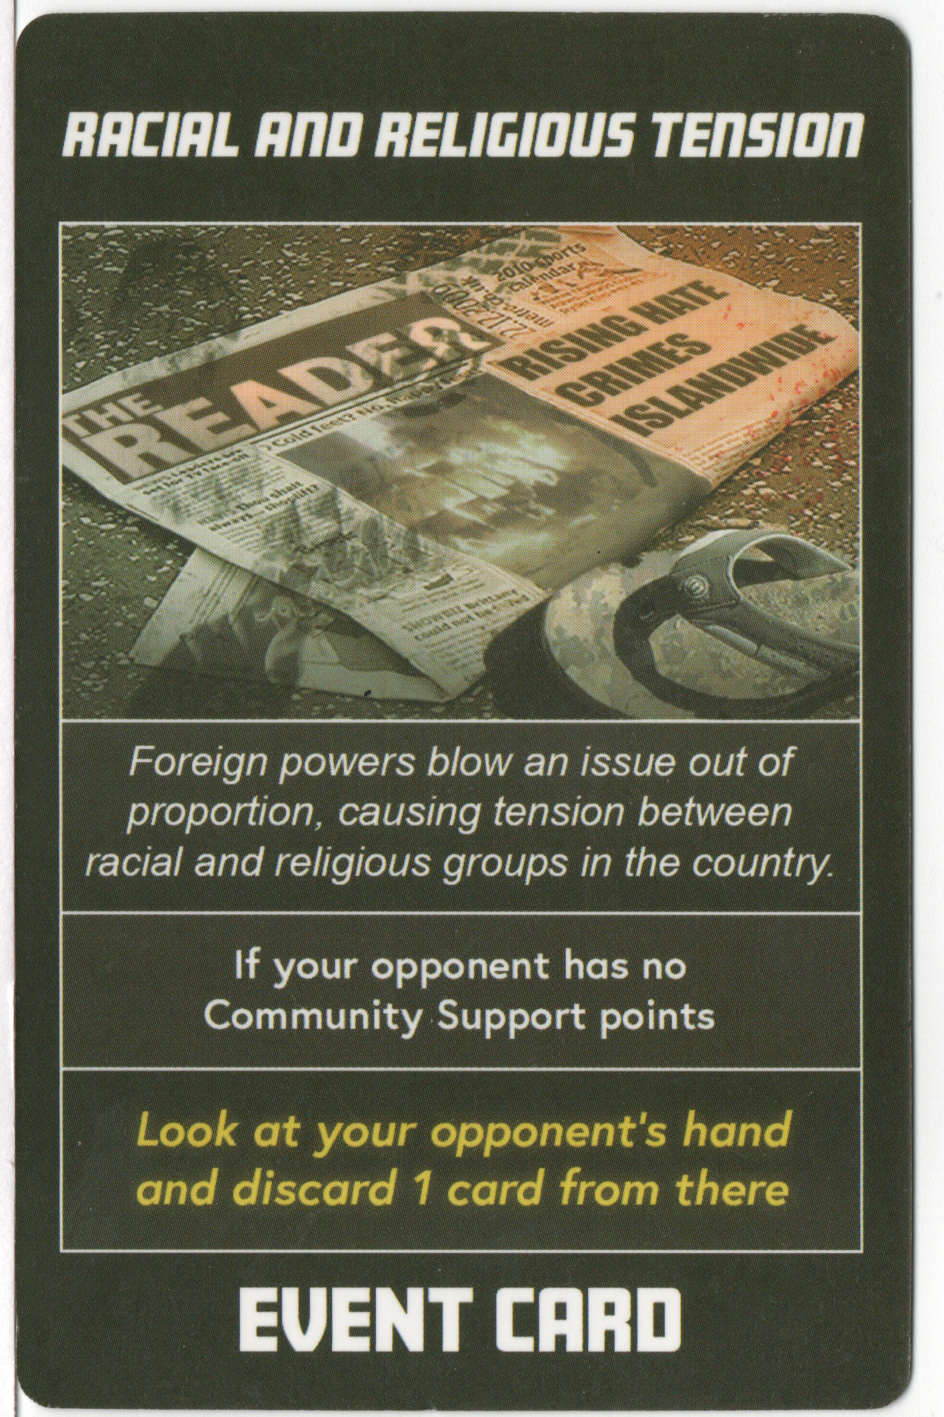 RACIAL AND RELIGIOUS TENSION
2010 sports
calendar
RISING HATE
CRIMES
ISLANDWIDE
THE
READER
Cold feet? No,
Foreign powers blow an issue out of
proportion, causing tension between
racial and religious groups in the country.
If your opponent has no
Community Support points
Look at your opponent's hand
and discard 1 card from there
EVENT CARD